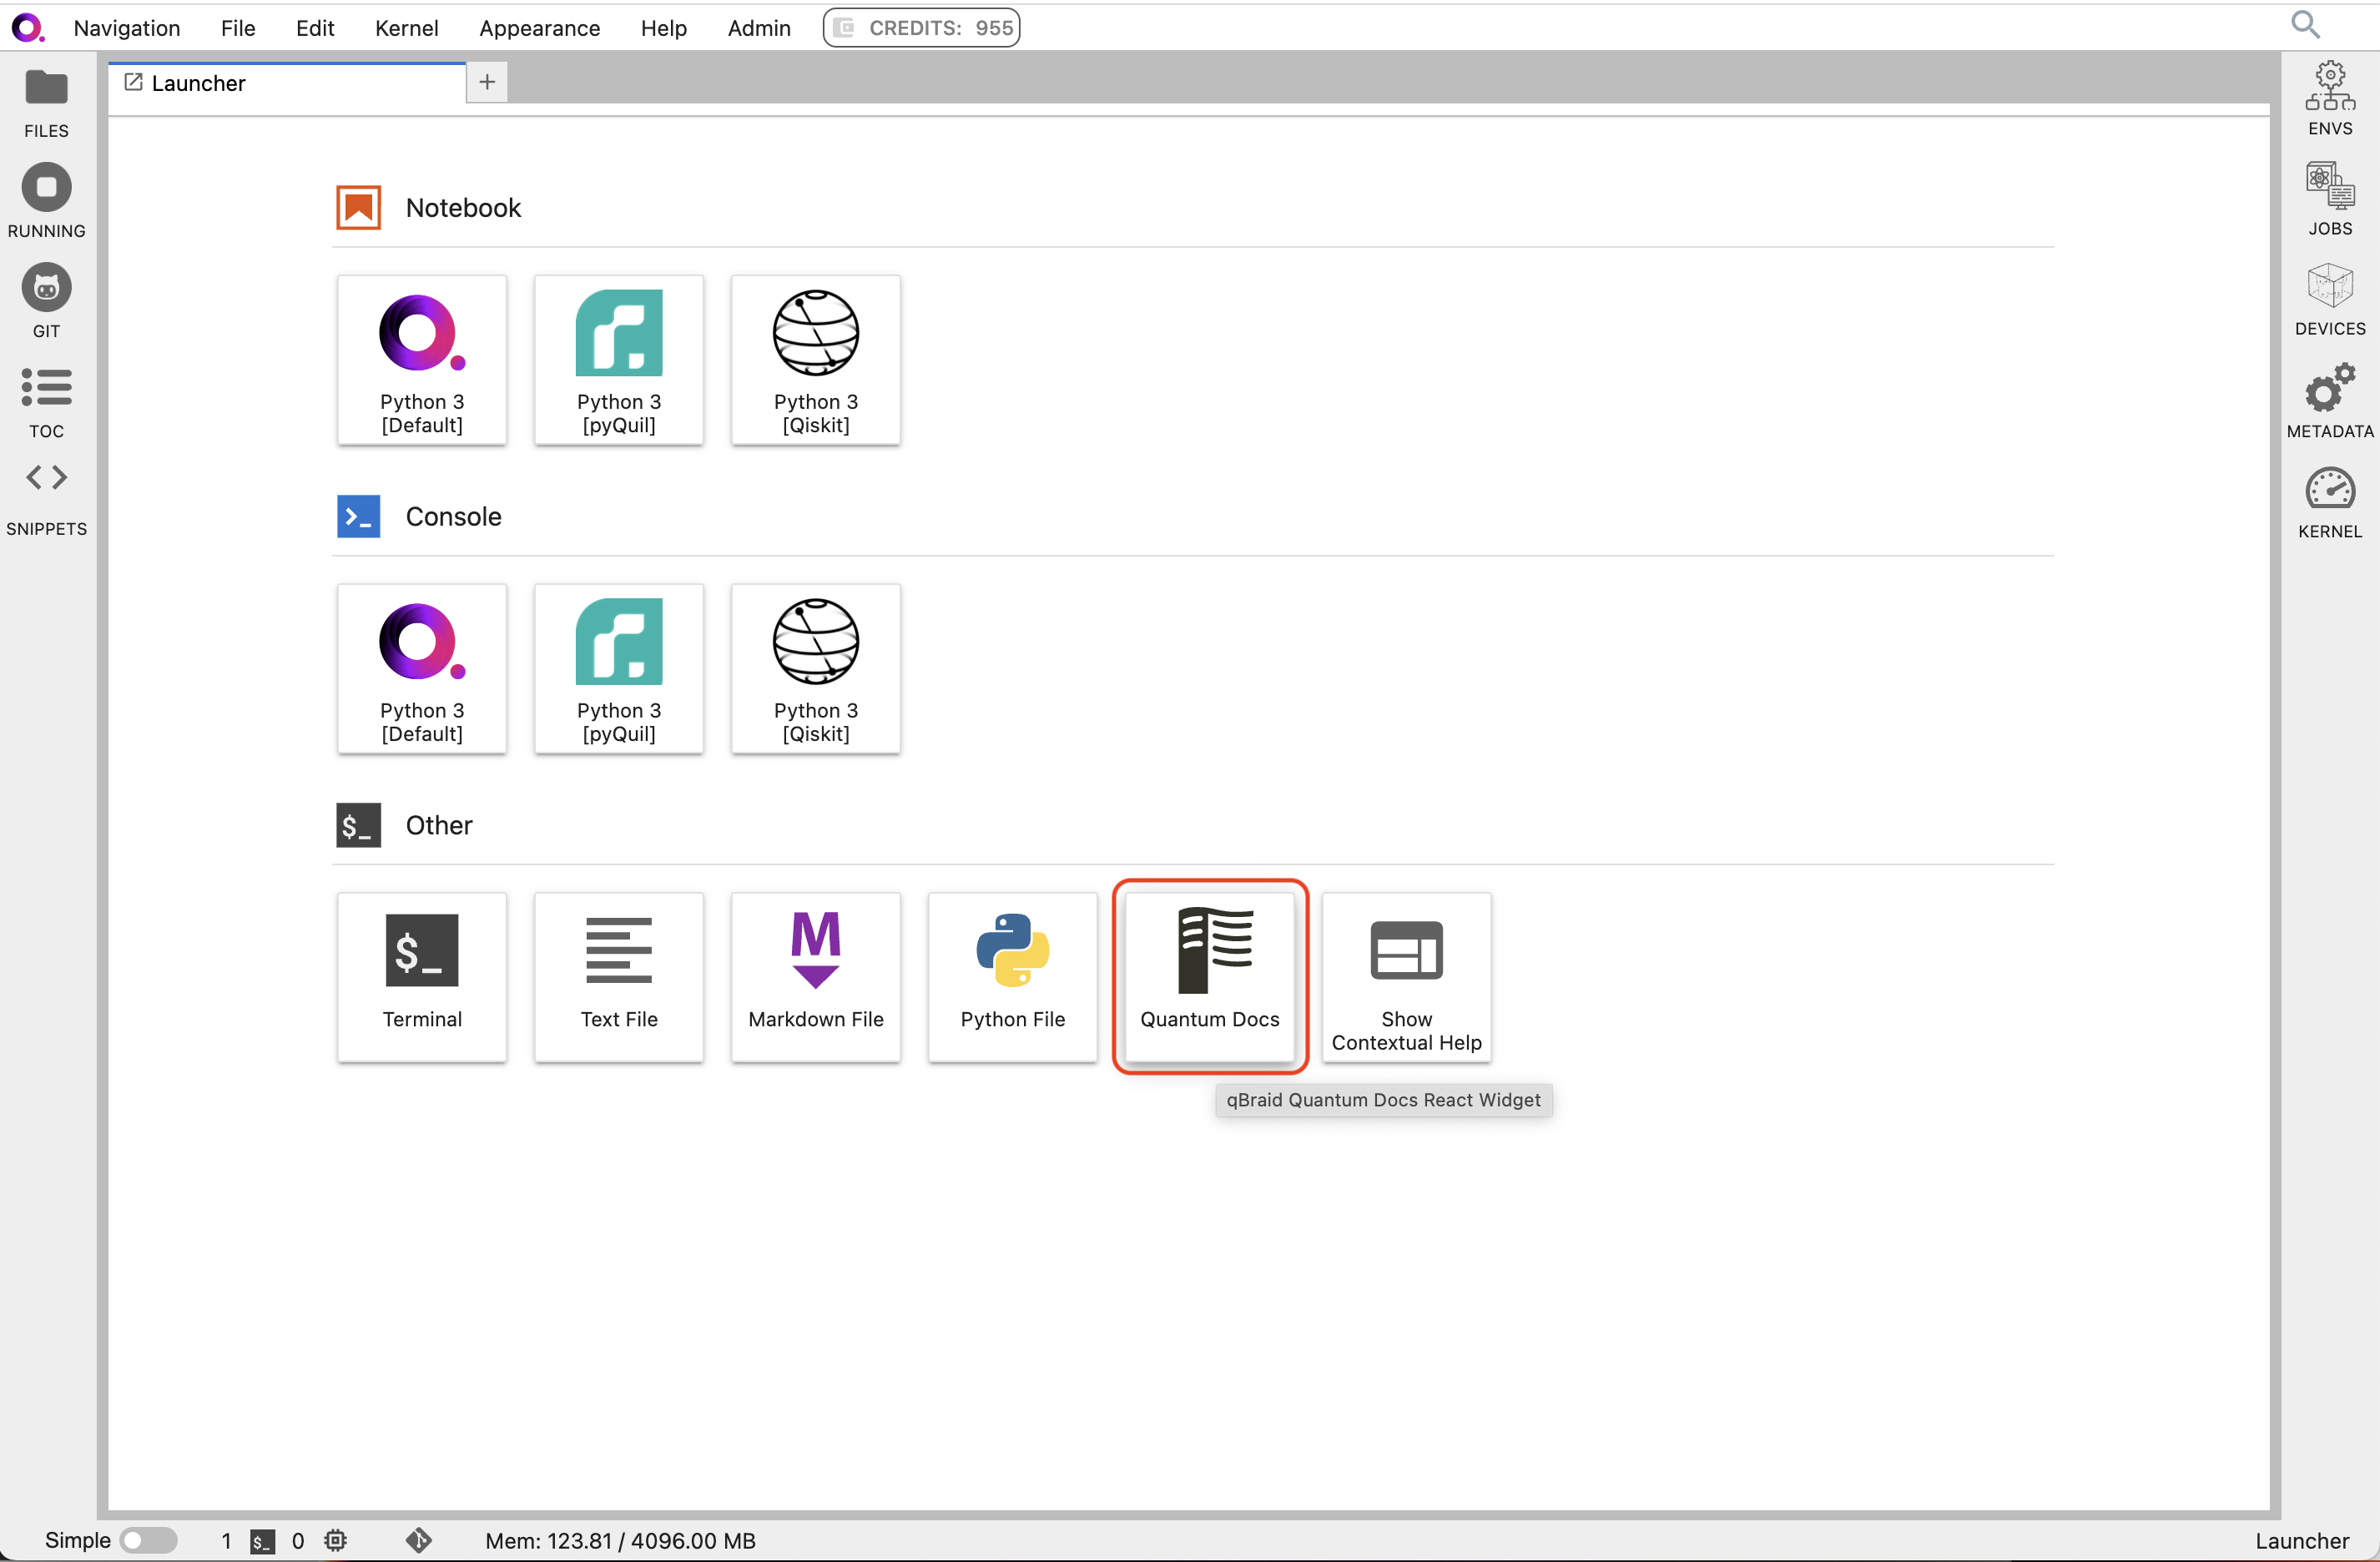 Navigation File Edit Kernel Appearance Help Admin CREDITS: 955
Launcher +
FILES
RUNNING
GIT
TOC
SNIPPETS
Notebook
Python 3
[Default]
Python 3
[pyQuil]
Python 3
[Qiskit]
Console
Python 3
[Default]
Python 3
[pyQuil]
Python 3
[Qiskit]
$_ Other
$_
Terminal
Text File
M
Markdown File
Python File
Quantum Docs
Show
Contextual Help
qBraid Quantum Docs React Widget
ENVS
JOBS
DEVICES
METADATA
KERNEL
Simple 1 $_ 0 Mem: 123.81 / 4096.00 MB Launcher